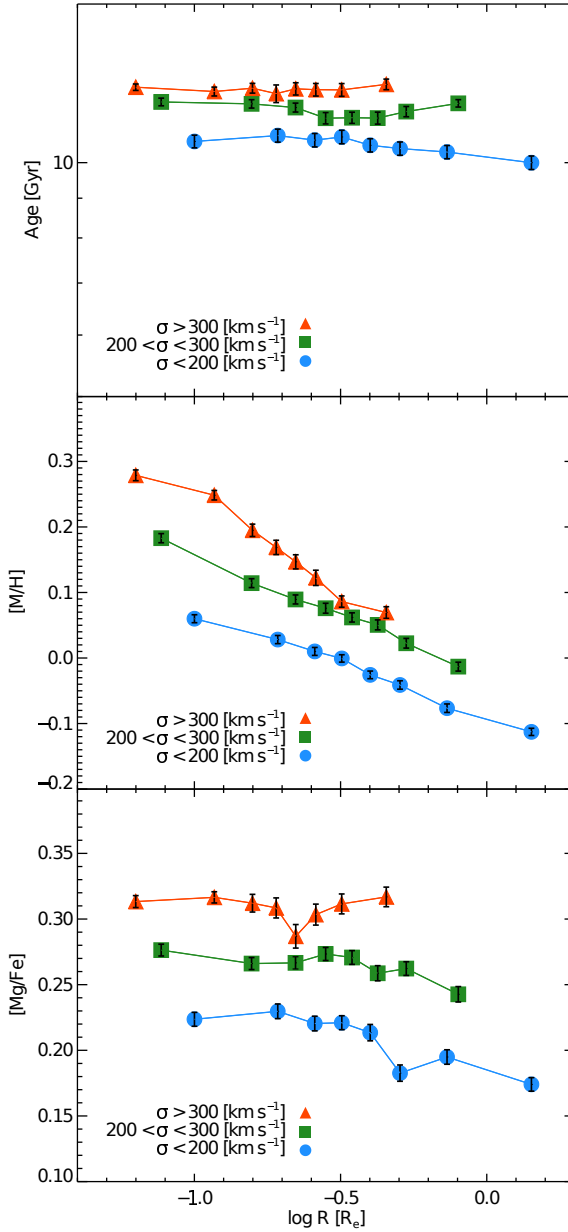 10
Age [Gyr]
σ > 300 [km s⁻¹]
200 < σ < 300 [km s⁻¹]
σ < 200 [km s⁻¹]
0.3
0.2
0.1
0.0
−0.1
−0.2
[M/H]
σ > 300 [km s⁻¹]
200 < σ < 300 [km s⁻¹]
σ < 200 [km s⁻¹]
0.35
0.30
0.25
0.20
0.15
0.10
[Mg/Fe]
σ > 300 [km s⁻¹]
200 < σ < 300 [km s⁻¹]
σ < 200 [km s⁻¹]
−1.0 −0.5 0.0
log R [Rₑ]